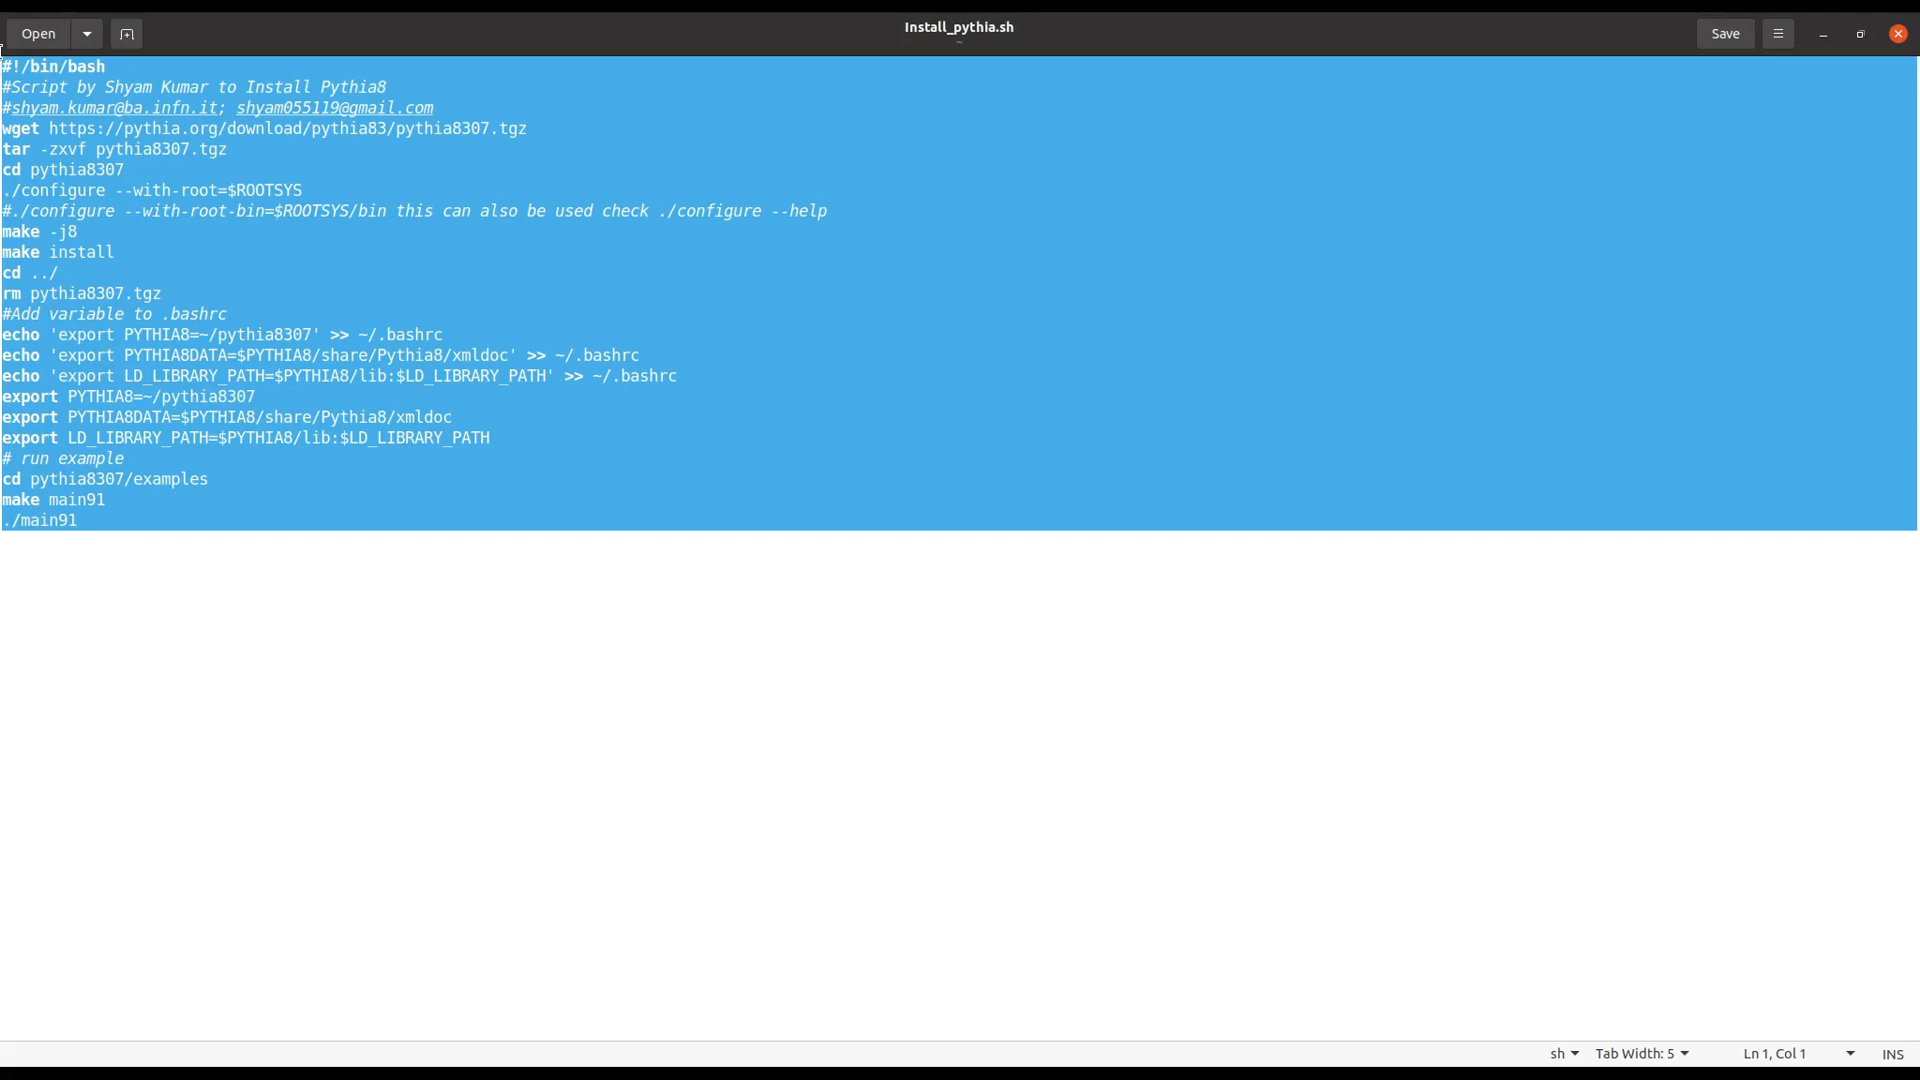 Open
Install_pythia.sh
~
Save
#!/bin/bash
#Script by Shyam Kumar to Install Pythia8
#shyam.kumar@ba.infn.it; shyam055119@gmail.com
wget https://pythia.org/download/pythia83/pythia8307.tgz
tar -zxvf pythia8307.tgz
cd pythia8307
./configure --with-root=$ROOTSYS
#./configure --with-root-bin=$ROOTSYS/bin this can also be used check ./configure --help
make -j8
make install
cd ../
rm pythia8307.tgz
#Add variable to .bashrc
echo 'export PYTHIA8=~/pythia8307' >> ~/.bashrc
echo 'export PYTHIA8DATA=$PYTHIA8/share/Pythia8/xmldoc' >> ~/.bashrc
echo 'export LD_LIBRARY_PATH=$PYTHIA8/lib:$LD_LIBRARY_PATH' >> ~/.bashrc
export PYTHIA8=~/pythia8307
export PYTHIA8DATA=$PYTHIA8/share/Pythia8/xmldoc
export LD_LIBRARY_PATH=$PYTHIA8/lib:$LD_LIBRARY_PATH
# run example
cd pythia8307/examples
make main91
./main91
sh Tab Width: 5 Ln 1, Col 1 INS